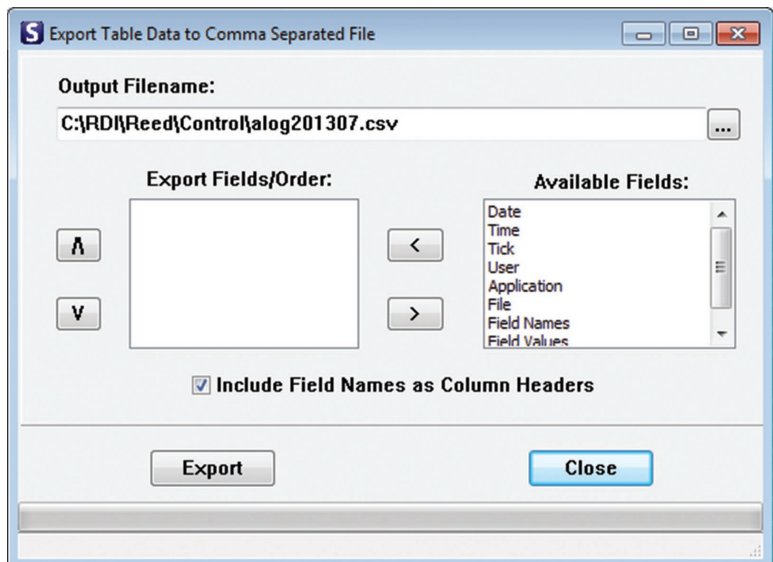 S Export Table Data to Comma Separated File
Output Filename:
C:\RDI\Reed\Control\alog201307.csv
...
Export Fields/Order:
Available Fields:
Λ
V
<
>
Date
Time
Tick
User
Application
File
Field Names
Field Values
Include Field Names as Column Headers
Export
Close